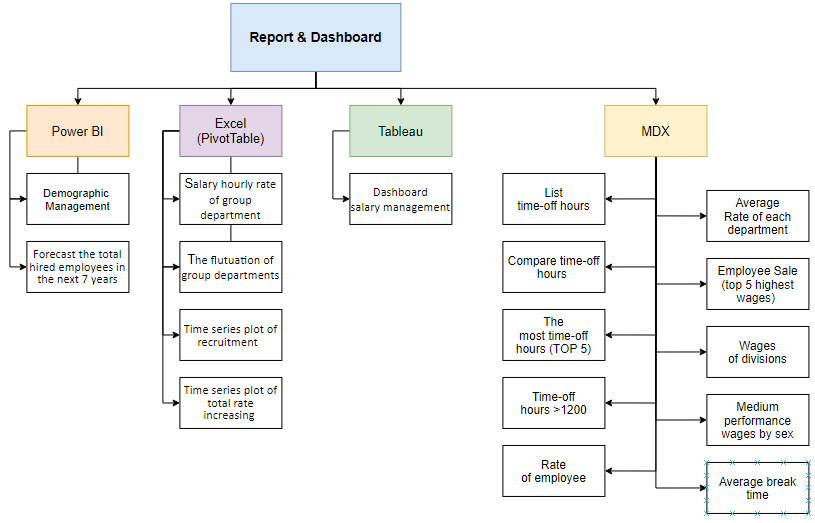 Report & Dashboard
Power BI
Excel
(PivotTable)
Tableau
MDX
Demographic
Management
Forecast the total
hired employees in
the next 7 years
Salary hourly rate
of group
department
The flutuation of
group departments
Time series plot of
recruitment
Time series plot of
total rate
increasing
Dashboard
salary management
List
time-off hours
Compare time-off
hours
The
most time-off
hours (TOP 5)
Time-off
hours >1200
Rate
of employee
Average
Rate of each
department
Employee Sale
(top 5 highest
wages)
Wages
of divisions
Medium
performance
wages by sex
Average break
time